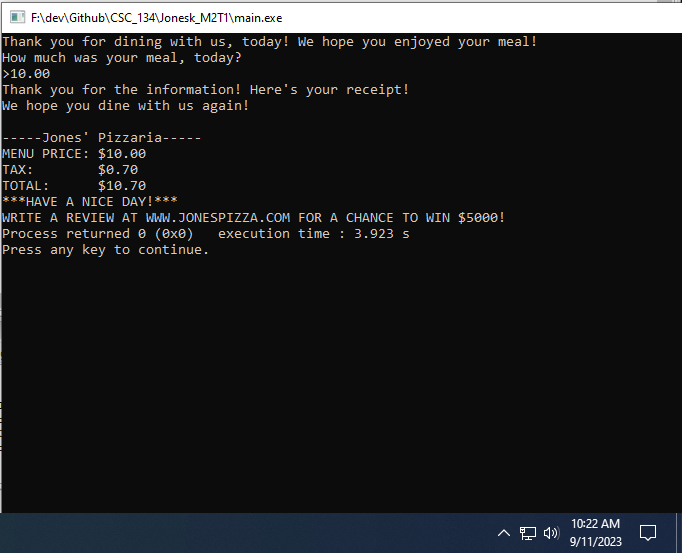 F:\dev\Github\CSC_134\Jonesk_M2T1\main.exe
Thank you for dining with us, today! We hope you enjoyed your meal!
How much was your meal, today?
>10.00
Thank you for the information! Here's your receipt!
We hope you dine with us again!
-----Jones' Pizzaria-----
MENU PRICE: $10.00
TAX:        $0.70
TOTAL:      $10.70
***HAVE A NICE DAY!***
WRITE A REVIEW AT WWW.JONESPIZZA.COM FOR A CHANCE TO WIN $5000!
Process returned 0 (0x0)   execution time : 3.923 s
Press any key to continue.
10:22 AM
9/11/2023